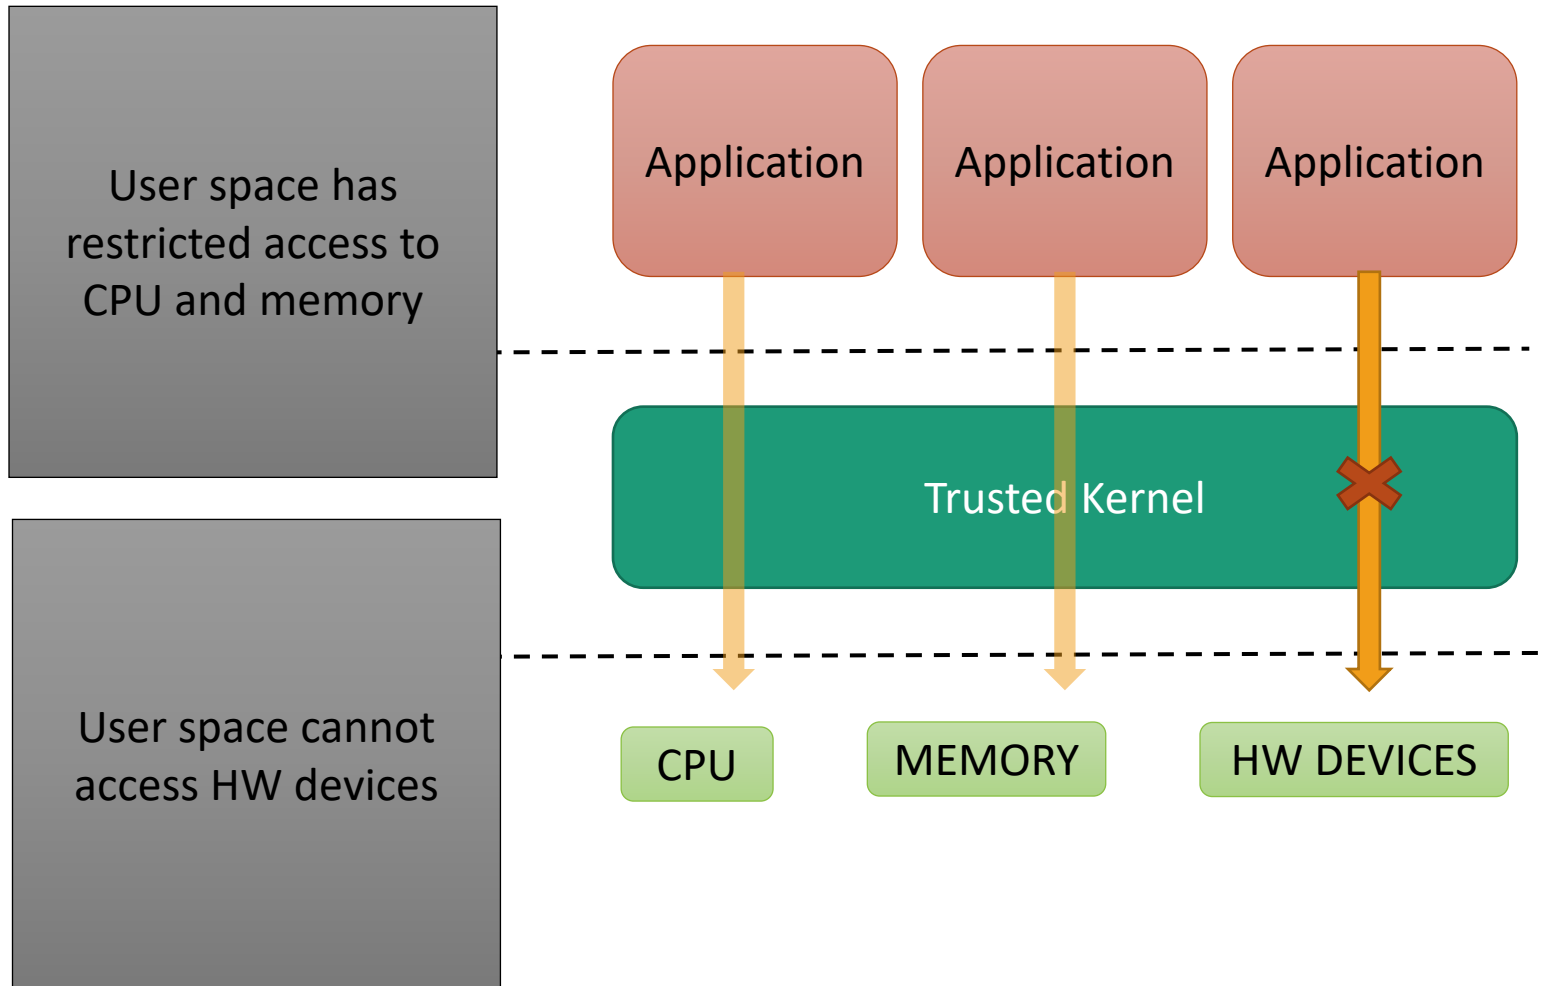 User space has
restricted access to
CPU and memory
Application
Application
Application
Trusted Kernel
User space cannot
access HW devices
CPU
MEMORY
HW DEVICES